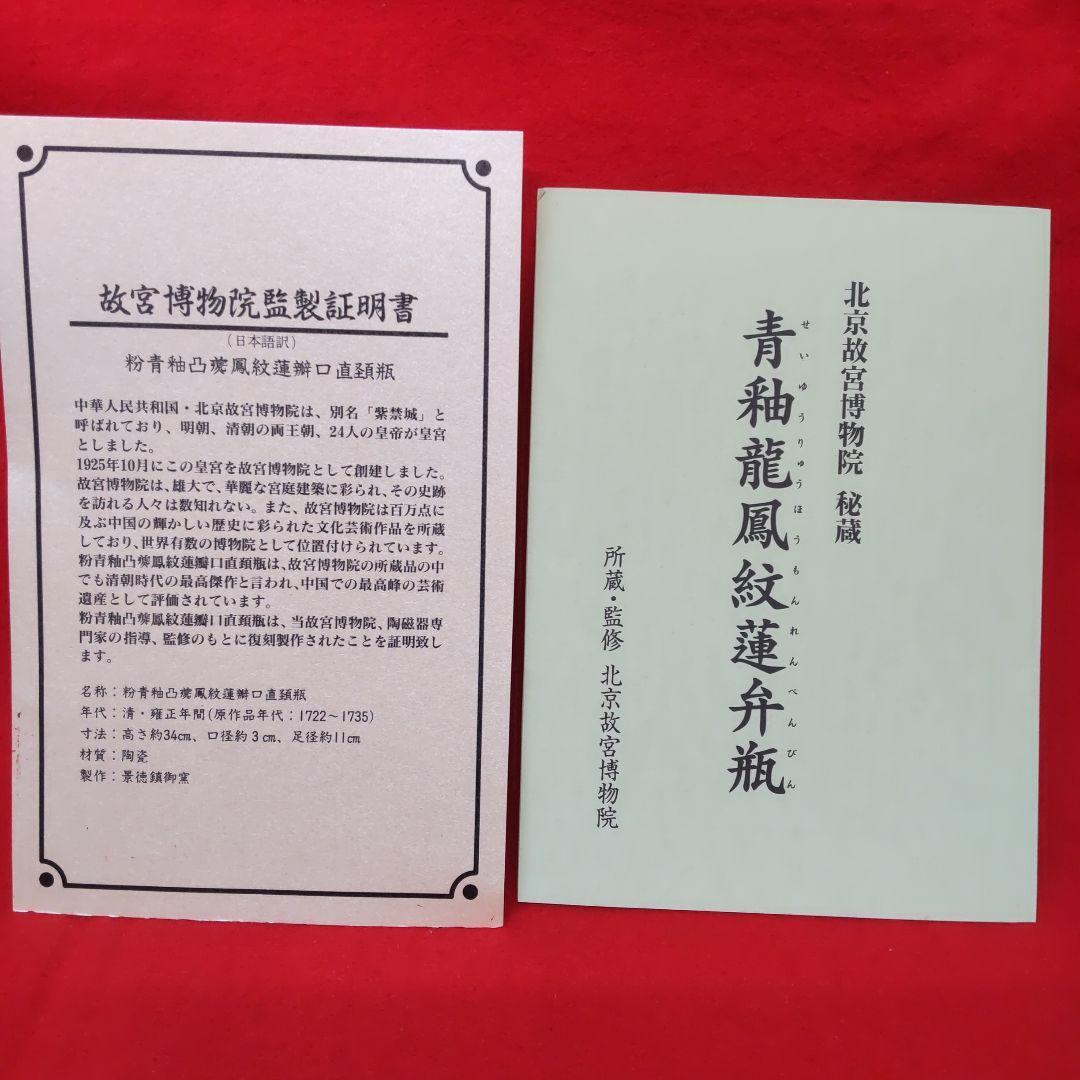 故宮博物院監製証明書
(日本語訳)
粉青釉凸夔鳳紋蓮瓣口直頚瓶
中華人民共和国・北京故宮博物院は、別名「紫禁城」と
呼ばれており、明朝、清朝の両王朝、24人の皇帝が皇宮
としました。
1925年10月にこの皇宮を故宮博物院として創建しました。
故宮博物院は、雄大で、華麗な宮庭建築に彩られ、その史跡
を訪れる人々は数知れない。また、故宮博物院は百万点に
及ぶ中国の輝かしい歴史に彩られた文化芸術作品を所蔵
しており、世界有数の博物院として位置付けられています。
粉青釉凸夔鳳紋蓮瓣口直頚瓶は、故宮博物院の所蔵品の中
でも清朝時代の最高傑作と言われ、中国での最高峰の芸術
遺産として評価されています。
粉青釉凸夔鳳紋蓮瓣口直頚瓶は、当故宮博物院、陶磁器専
門家の指導、監修のもとに復刻製作されたことを証明致し
ます。
名称：粉青釉凸夔鳳紋蓮瓣口直頚瓶
年代：清・雍正年間(原作品年代：1722～1735)
寸法：高さ約34cm、口径約3cm、足径約11cm
材質：陶瓷
製作：景徳鎮御窯
北京故宮博物院 秘蔵
青釉龍鳳紋蓮弁瓶
せいゆうりゅうほうもんれんべんびん
所蔵・監修 北京故宮博物院